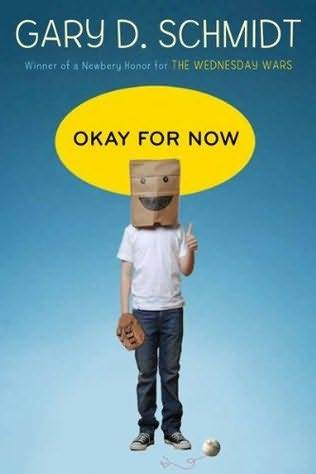 GARY D. SCHMIDT
Winner of a Newbery Honor for THE WEDNESDAY WARS
OKAY FOR NOW